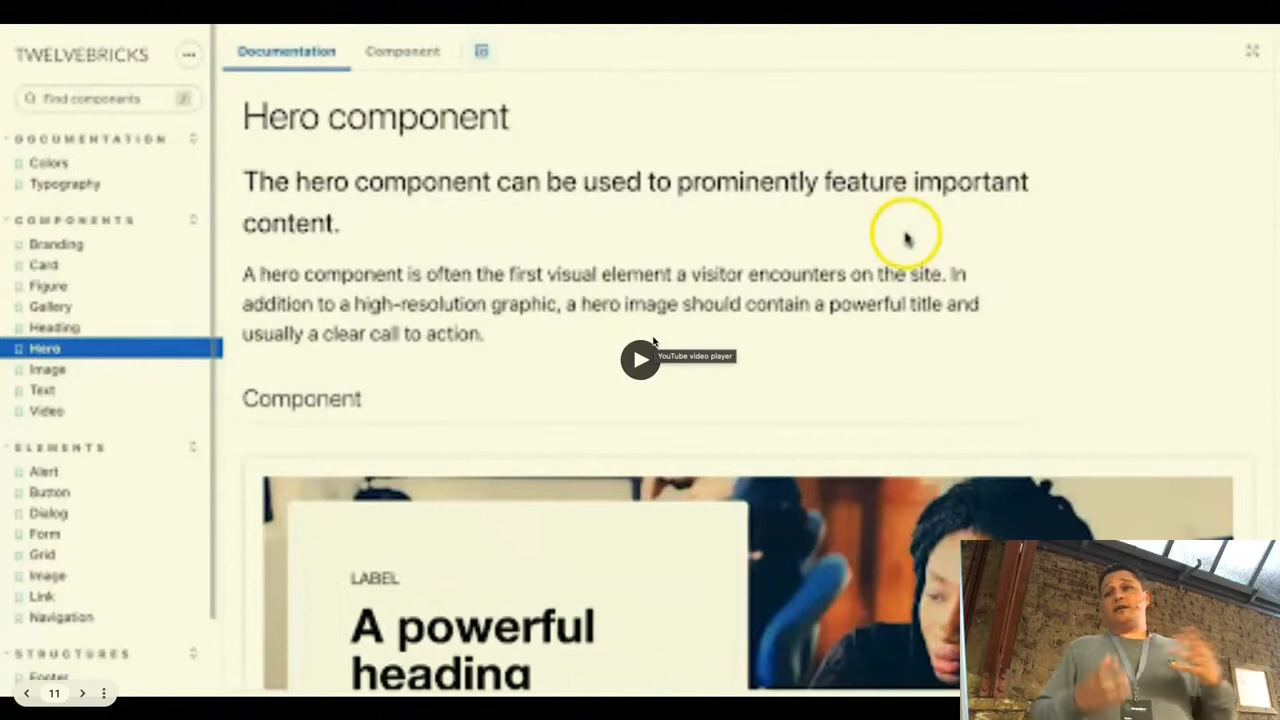 TWELVEBRICKS
Find components
/
DOCUMENTATION
Colors
Typography
COMPONENTS
Branding
Card
Figure
Gallery
Heading
Hero
Image
Text
Video
ELEMENTS
Alert
Button
Dialog
Form
Grid
Image
Link
Navigation
STRUCTURES
Footer
11
Documentation
Component
Hero component
The hero component can be used to prominently feature important
content.
A hero component is often the first visual element a visitor encounters on the site. In
addition to a high-resolution graphic, a hero image should contain a powerful title and
usually a clear call to action.
YouTube video player
Component
LABEL
A powerful
heading